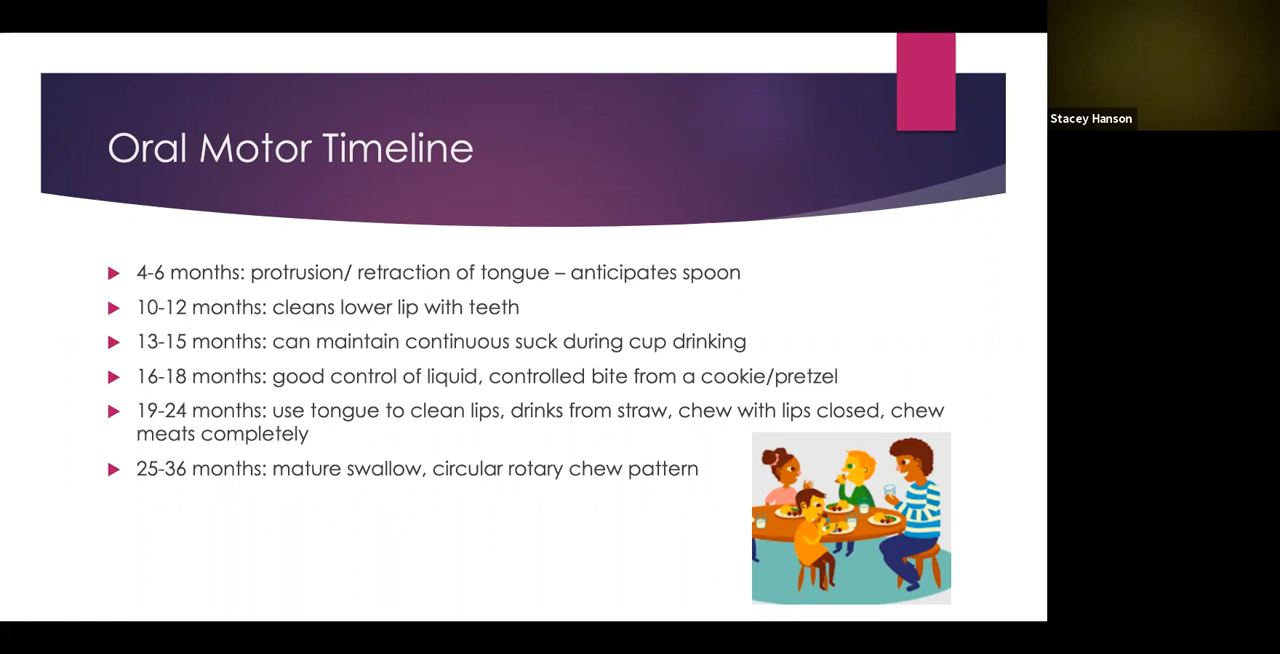 Oral Motor Timeline
4-6 months: protrusion/ retraction of tongue – anticipates spoon
10-12 months: cleans lower lip with teeth
13-15 months: can maintain continuous suck during cup drinking
16-18 months: good control of liquid, controlled bite from a cookie/pretzel
19-24 months: use tongue to clean lips, drinks from straw, chew with lips closed, chew
meats completely
25-36 months: mature swallow, circular rotary chew pattern
Stacey Hanson